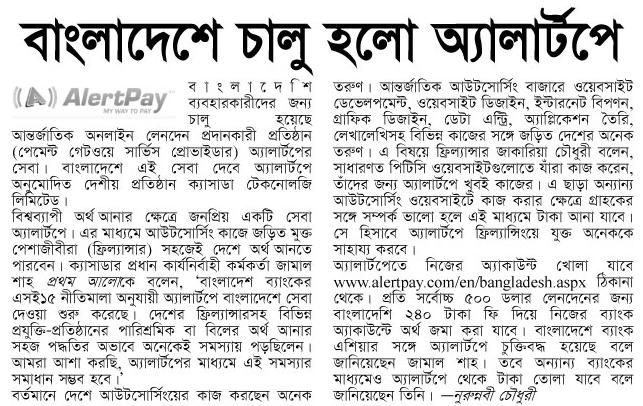 বাংলাদেশে চালু হলো অ্যালার্টপে
AlertPay
MY WAY TO PAY
বাংলাদেশি
ব্যবহারকারীদের জন্য
চালু হয়েছে
আন্তর্জাতিক অনলাইন লেনদেন প্রদানকারী প্রতিষ্ঠান
(পেমেন্ট গেটওয়ে সার্ভিস প্রোভাইডার) অ্যালার্টপের
সেবা। বাংলাদেশে এই সেবা দেবে অ্যালার্টপে
অনুমোদিত দেশীয় প্রতিষ্ঠান ক্যাসাডা টেকনোলজি
লিমিটেড।
বিশ্বব্যাপী অর্থ আনার ক্ষেত্রে জনপ্রিয় একটি সেবা
অ্যালার্টপে। এর মাধ্যমে আউটসোর্সিং কাজে জড়িত মুক্ত
পেশাজীবীরা (ফ্রিল্যান্সার) সহজেই দেশে অর্থ আনতে
পারবেন। ক্যাসাডার প্রধান কার্যনির্বাহী কর্মকর্তা জামাল
শাহ প্রথম আলোকে বলেন, ‘বাংলাদেশ ব্যাংকের
এসই১৫ নীতিমালা অনুযায়ী অ্যালার্টপে বাংলাদেশে সেবা
দেওয়া শুরু করেছে। দেশের ফ্রিল্যান্সারসহ বিভিন্ন
প্রযুক্তি-প্রতিষ্ঠানের পারিশ্রমিক বা বিলের অর্থ আনার
সহজ পদ্ধতির অভাবে অনেকেই সমস্যায় পড়ছিলেন।
আমরা আশা করছি, অ্যালার্টপের মাধ্যমে এই সমস্যার
সমাধান সম্ভব হবে।’
বর্তমানে দেশে আউটসোর্সিংয়ের কাজ করছেন অনেক
তরুণ। আন্তর্জাতিক আউটসোর্সিং বাজারে ওয়েবসাইট
ডেভেলপমেন্ট, ওয়েবসাইট ডিজাইন, ইন্টারনেট বিপণন,
গ্রাফিক ডিজাইন, ডেটা এন্ট্রি, অ্যাপ্লিকেশন তৈরি,
লেখালেখিসহ বিভিন্ন কাজের সঙ্গে জড়িত দেশের অনেক
তরুণ। এ বিষয়ে ফ্রিল্যান্সার জাকারিয়া চৌধুরী বলেন,
সাধারণত পিটিসি ওয়েবসাইটগুলোতে যাঁরা কাজ করেন,
তাঁদের জন্য অ্যালার্টপে খুবই কাজের। এ ছাড়া অন্যান্য
আউটসোর্সিং ওয়েবসাইটে কাজ করার ক্ষেত্রে গ্রাহকের
সঙ্গে সম্পর্ক ভালো হলে এই মাধ্যমে টাকা আনা যাবে।
সে হিসাবে অ্যালার্টপে ফ্রিল্যান্সিংয়ে যুক্ত অনেককে
সাহায্য করবে।
অ্যালার্টপেতে নিজের অ্যাকাউন্ট খোলা যাবে
www.alertpay.com/en/bangladesh.aspx ঠিকানা
থেকে। প্রতি সর্বোচ্চ ৫০০ ডলার লেনদেনের জন্য
বাংলাদেশি ২৪০ টাকা ফি দিয়ে নিজের ব্যাংক
অ্যাকাউন্টে অর্থ জমা করা যাবে। বাংলাদেশে ব্যাংক
এশিয়ার সঙ্গে অ্যালার্টপে চুক্তিবদ্ধ হয়েছে বলে
জানিয়েছেন জামাল শাহ। তবে অন্যান্য ব্যাংকের
মাধ্যমেও অ্যালার্টপে থেকে টাকা তোলা যাবে বলে
জানিয়েছেন তিনি। —নুরুন্নবী চৌধুরী